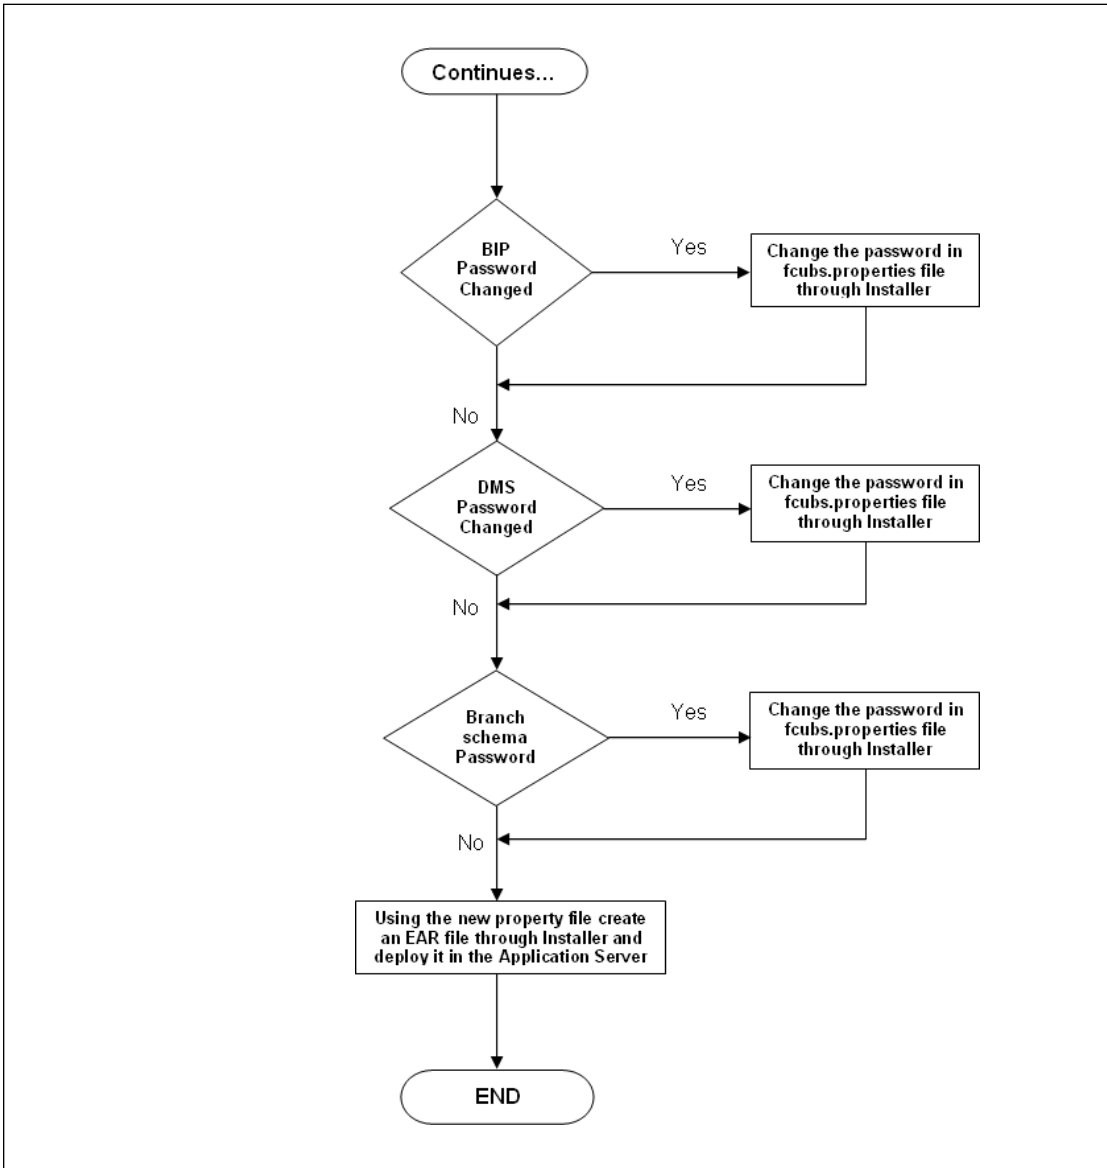 Continues...
BIP
Password
Changed
Yes
Change the password in
fcubs.properties file
through Installer
No
DMS
Password
Changed
Yes
Change the password in
fcubs.properties file
through Installer
No
Branch
schema
Password
Yes
Change the password in
fcubs.properties file
through Installer
No
Using the new property file create
an EAR file through Installer and
deploy it in the Application Server
END